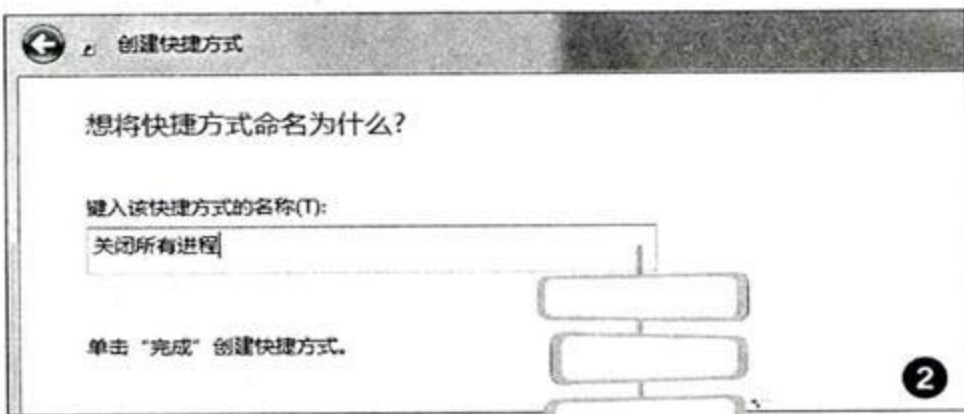 创建快捷方式
想将快捷方式命名为什么?
键入该快捷方式的名称(T):
关闭所有进程
单击“完成”创建快捷方式。
2